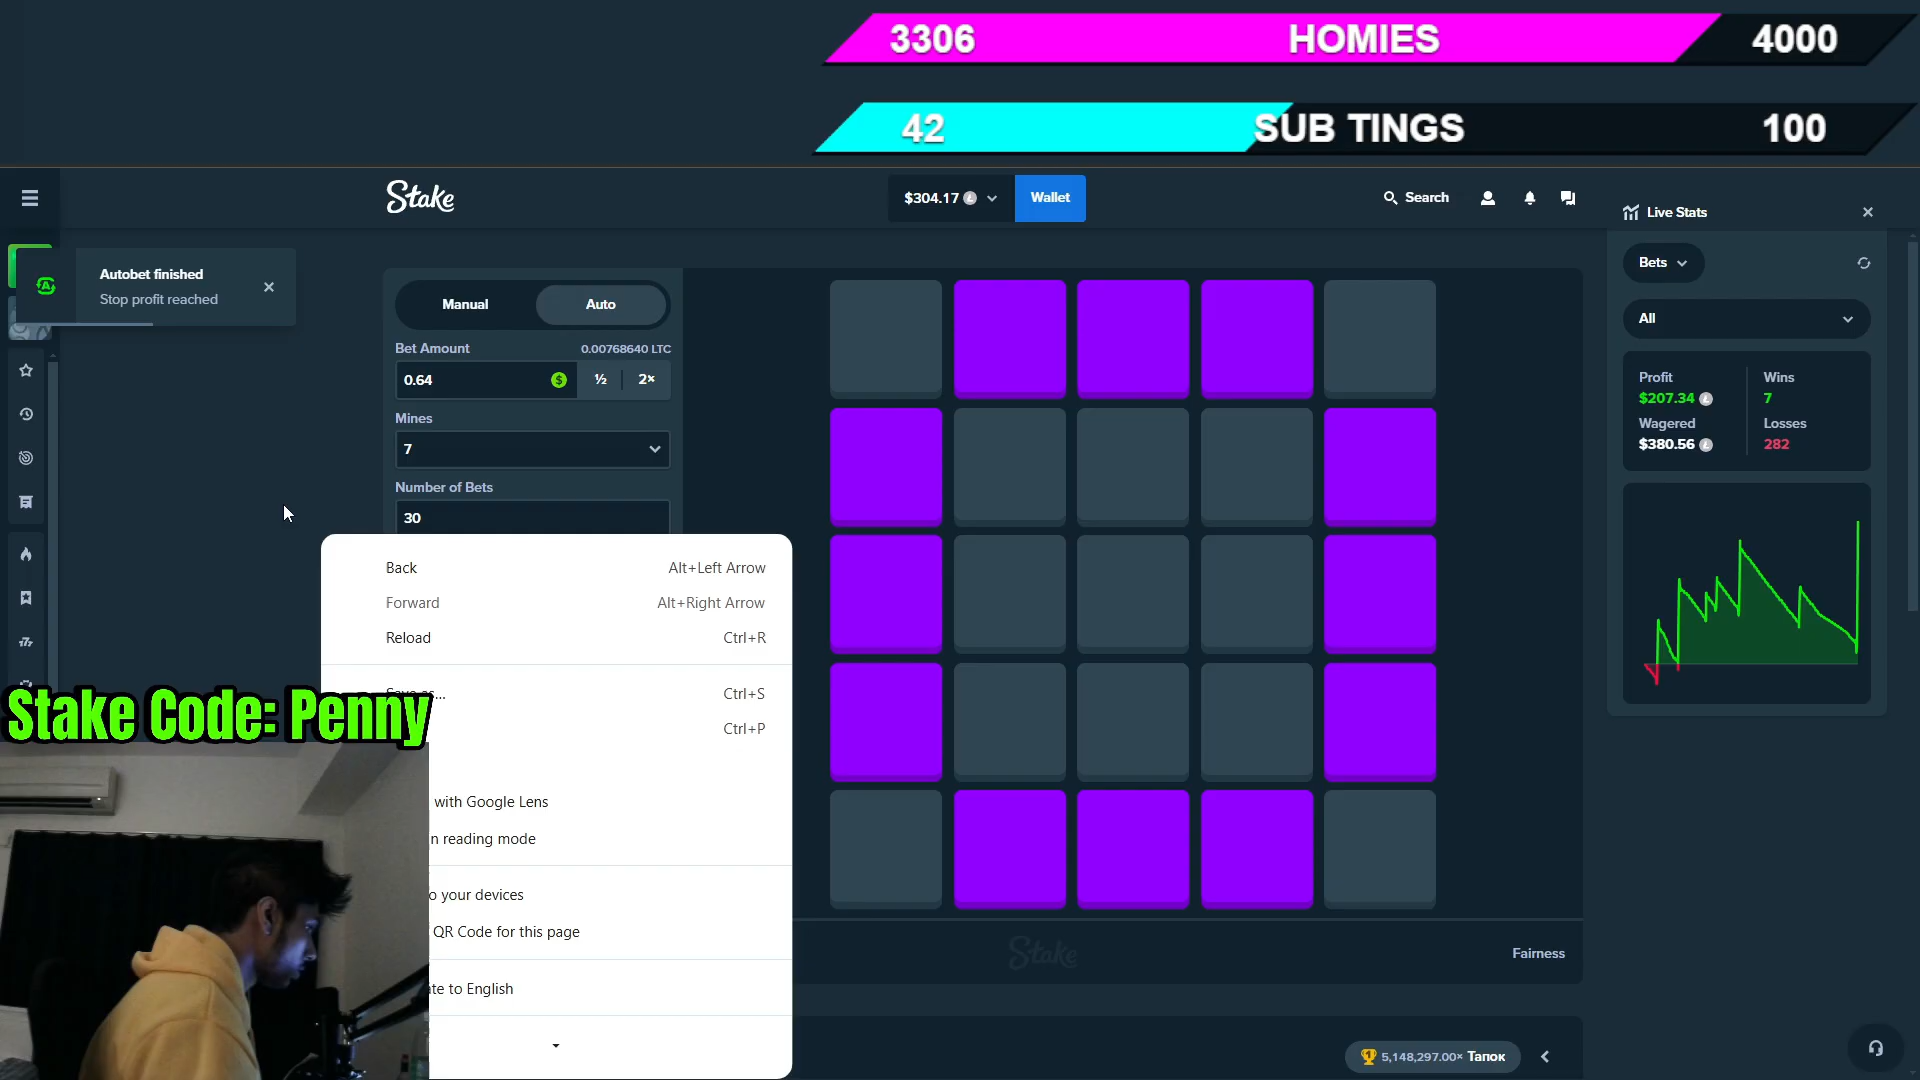 3306 HOMIES 4000
42 SUB TINGS 100
Stake
$304.17
Wallet
Search
Live Stats
Autobet finished
Stop profit reached
Manual Auto
Bet Amount 0.00768640 LTC
0.64 ½ 2×
Mines
7
Number of Bets
30
Bets
All
Profit
$207.34
Wins
7
Wagered
$380.56
Losses
282
Back Alt+Left Arrow
Forward Alt+Right Arrow
Reload Ctrl+R
Ctrl+S
Ctrl+P
with Google Lens
n reading mode
o your devices
QR Code for this page
te to English
Stake Code: Penny
Stake
Fairness
5,148,297.00× Тапок